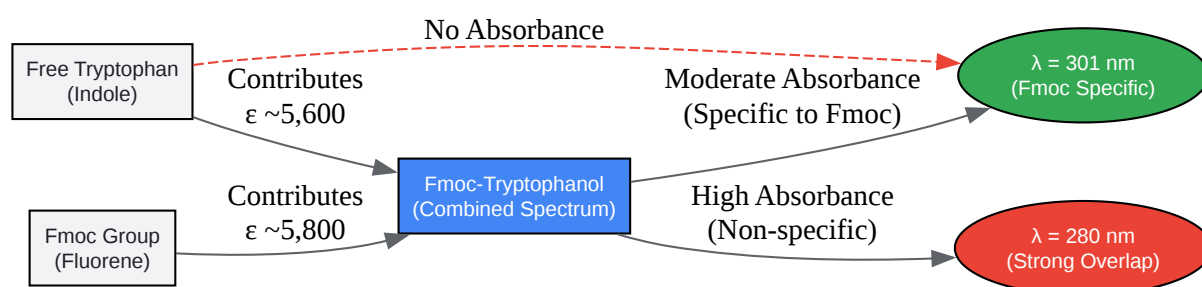 No Absorbance
Free Tryptophan
(Indole)
Contributes
ε ~5,600
Moderate Absorbance
(Specific to Fmoc)
λ = 301 nm
(Fmoc Specific)
Fmoc Group
(Fluorene)
Contributes
ε ~5,800
Fmoc-Tryptophanol
(Combined Spectrum)
High Absorbance
(Non-specific)
λ = 280 nm
(Strong Overlap)